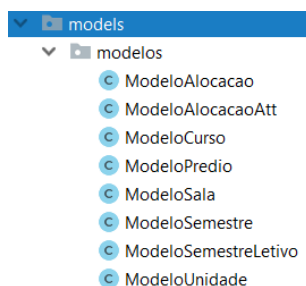 models
modelos
C ModeloAlocacao
C ModeloAlocacaoAtt
C ModeloCurso
C ModeloPredio
C ModeloSala
C ModeloSemestre
C ModeloSemestreLetivo
C ModeloUnidade